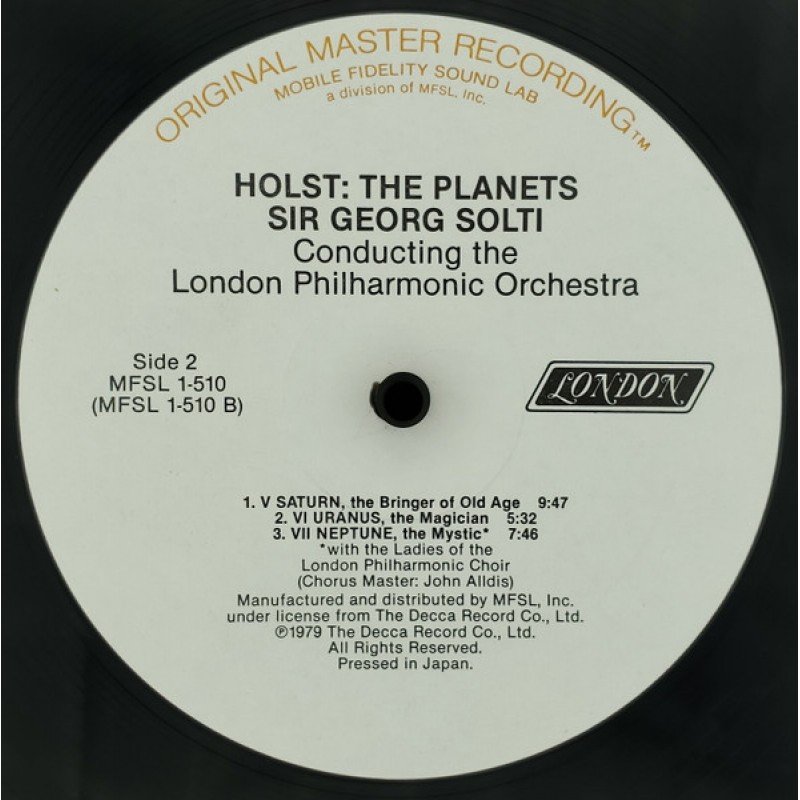 ORIGINAL MASTER RECORDING™
MOBILE FIDELITY SOUND LAB
a division of MFSL, Inc.
HOLST: THE PLANETS
SIR GEORG SOLTI
Conducting the
London Philharmonic Orchestra
Side 2
MFSL 1-510
(MFSL 1-510 B)
LONDON
1. V SATURN, the Bringer of Old Age 9:47
2. VI URANUS, the Magician 5:32
3. VII NEPTUNE, the Mystic* 7:46
*with the Ladies of the
London Philharmonic Choir
(Chorus Master: John Alldis)
Manufactured and distributed by MFSL, Inc.
under license from The Decca Record Co., Ltd.
℗1979 The Decca Record Co., Ltd.
All Rights Reserved.
Pressed in Japan.